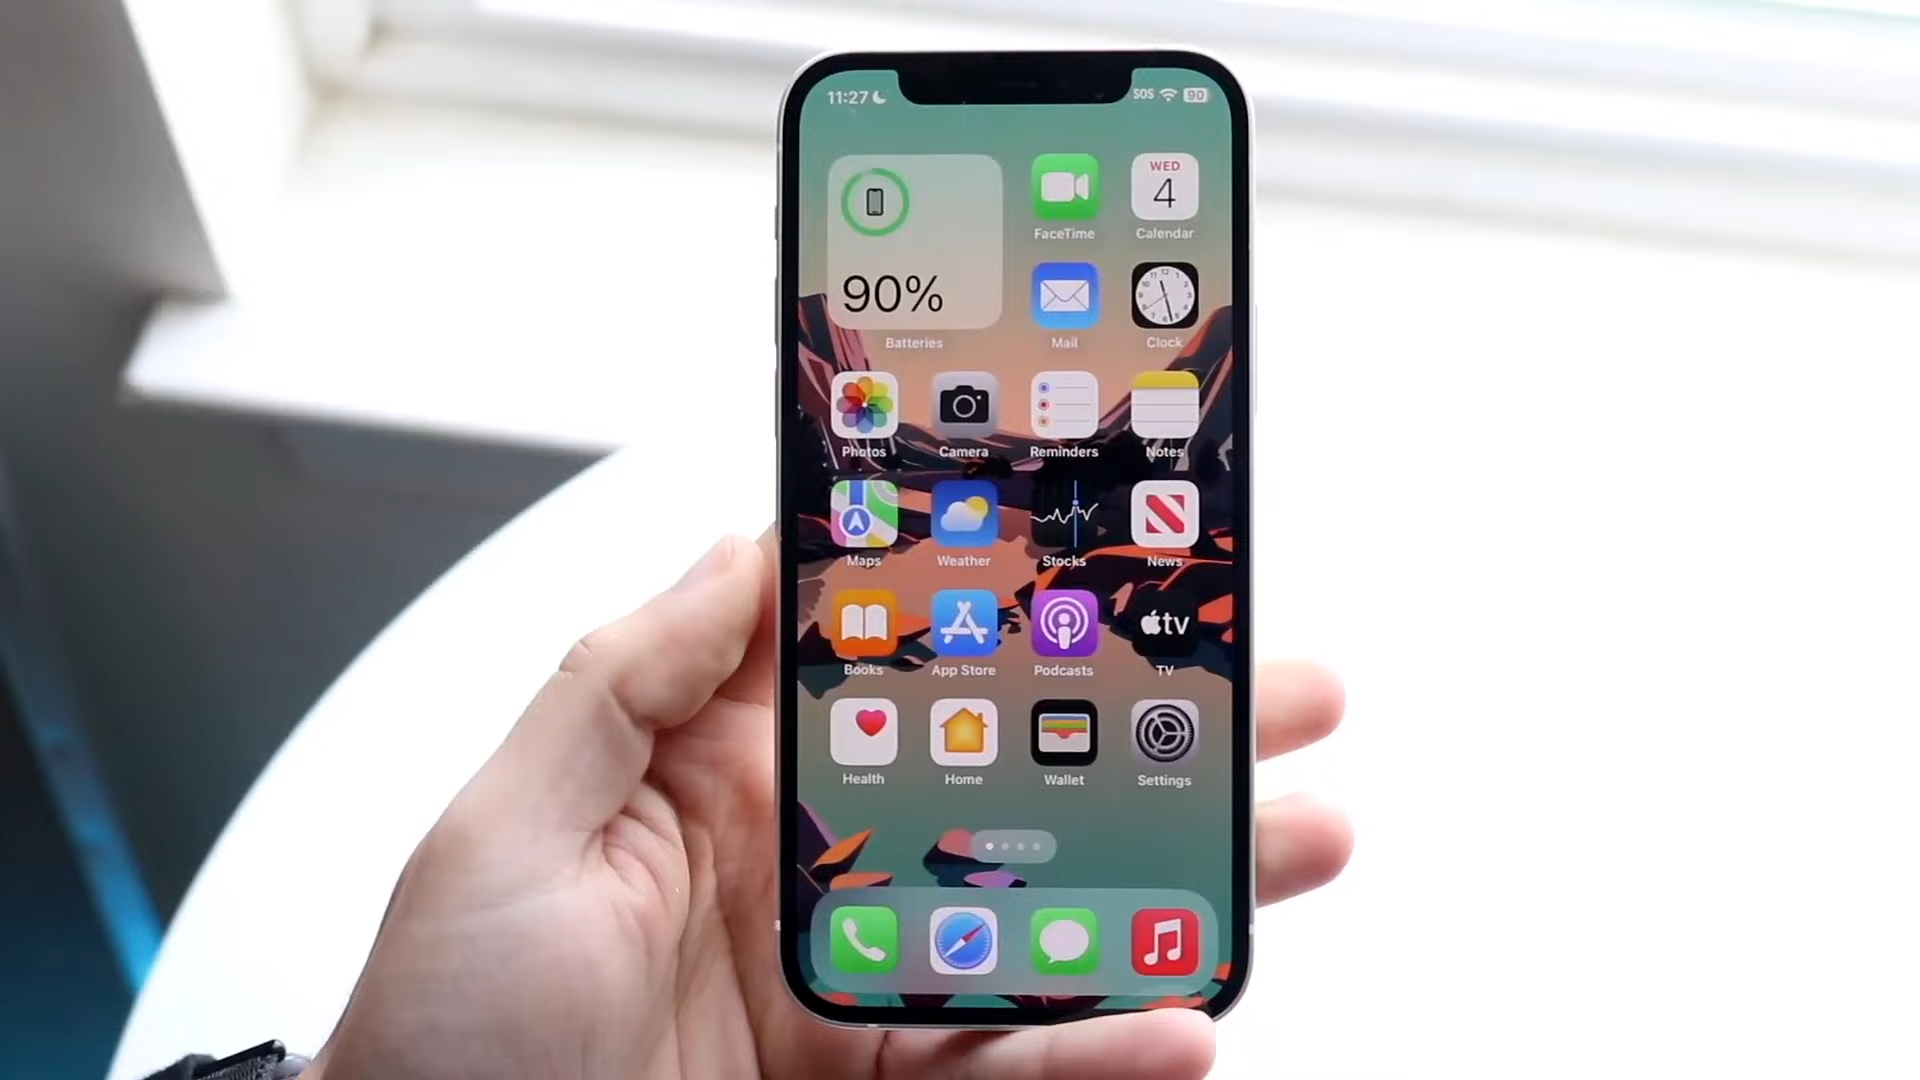 11:27 SOS 90
90%
Batteries
FaceTime
WED
4
Calendar
Mail
Clock
Photos Camera Reminders Notes
Maps Weather Stocks News
tv
Books App Store Podcasts TV
Health Home Wallet Settings